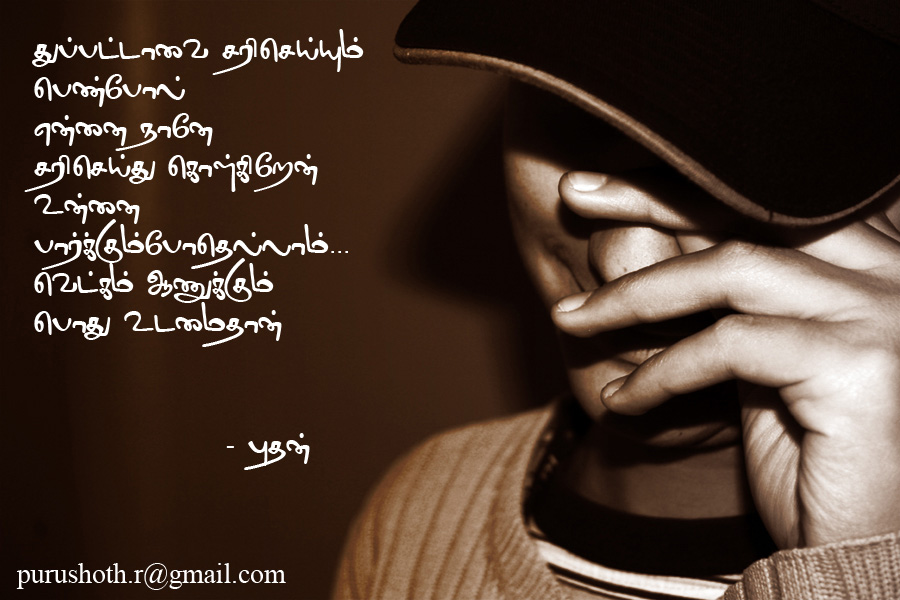 துப்பட்டாவை சரிசெய்யும்
பெண்போல்
என்னை நானே
சரிசெய்து கொள்கிறேன்
உன்னை
பார்க்கும்போதெல்லாம்...
வெட்கம் ஆணுக்கும்
பொது உடமைதான்
- புதன்
purushoth.r@gmail.com